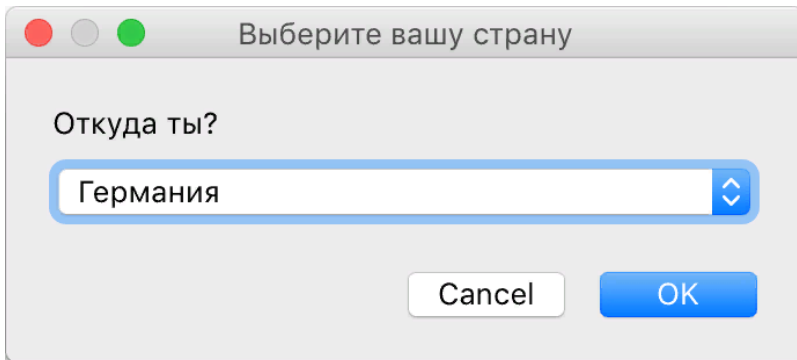 Выберите вашу страну
Откуда ты?
Германия
Cancel OK